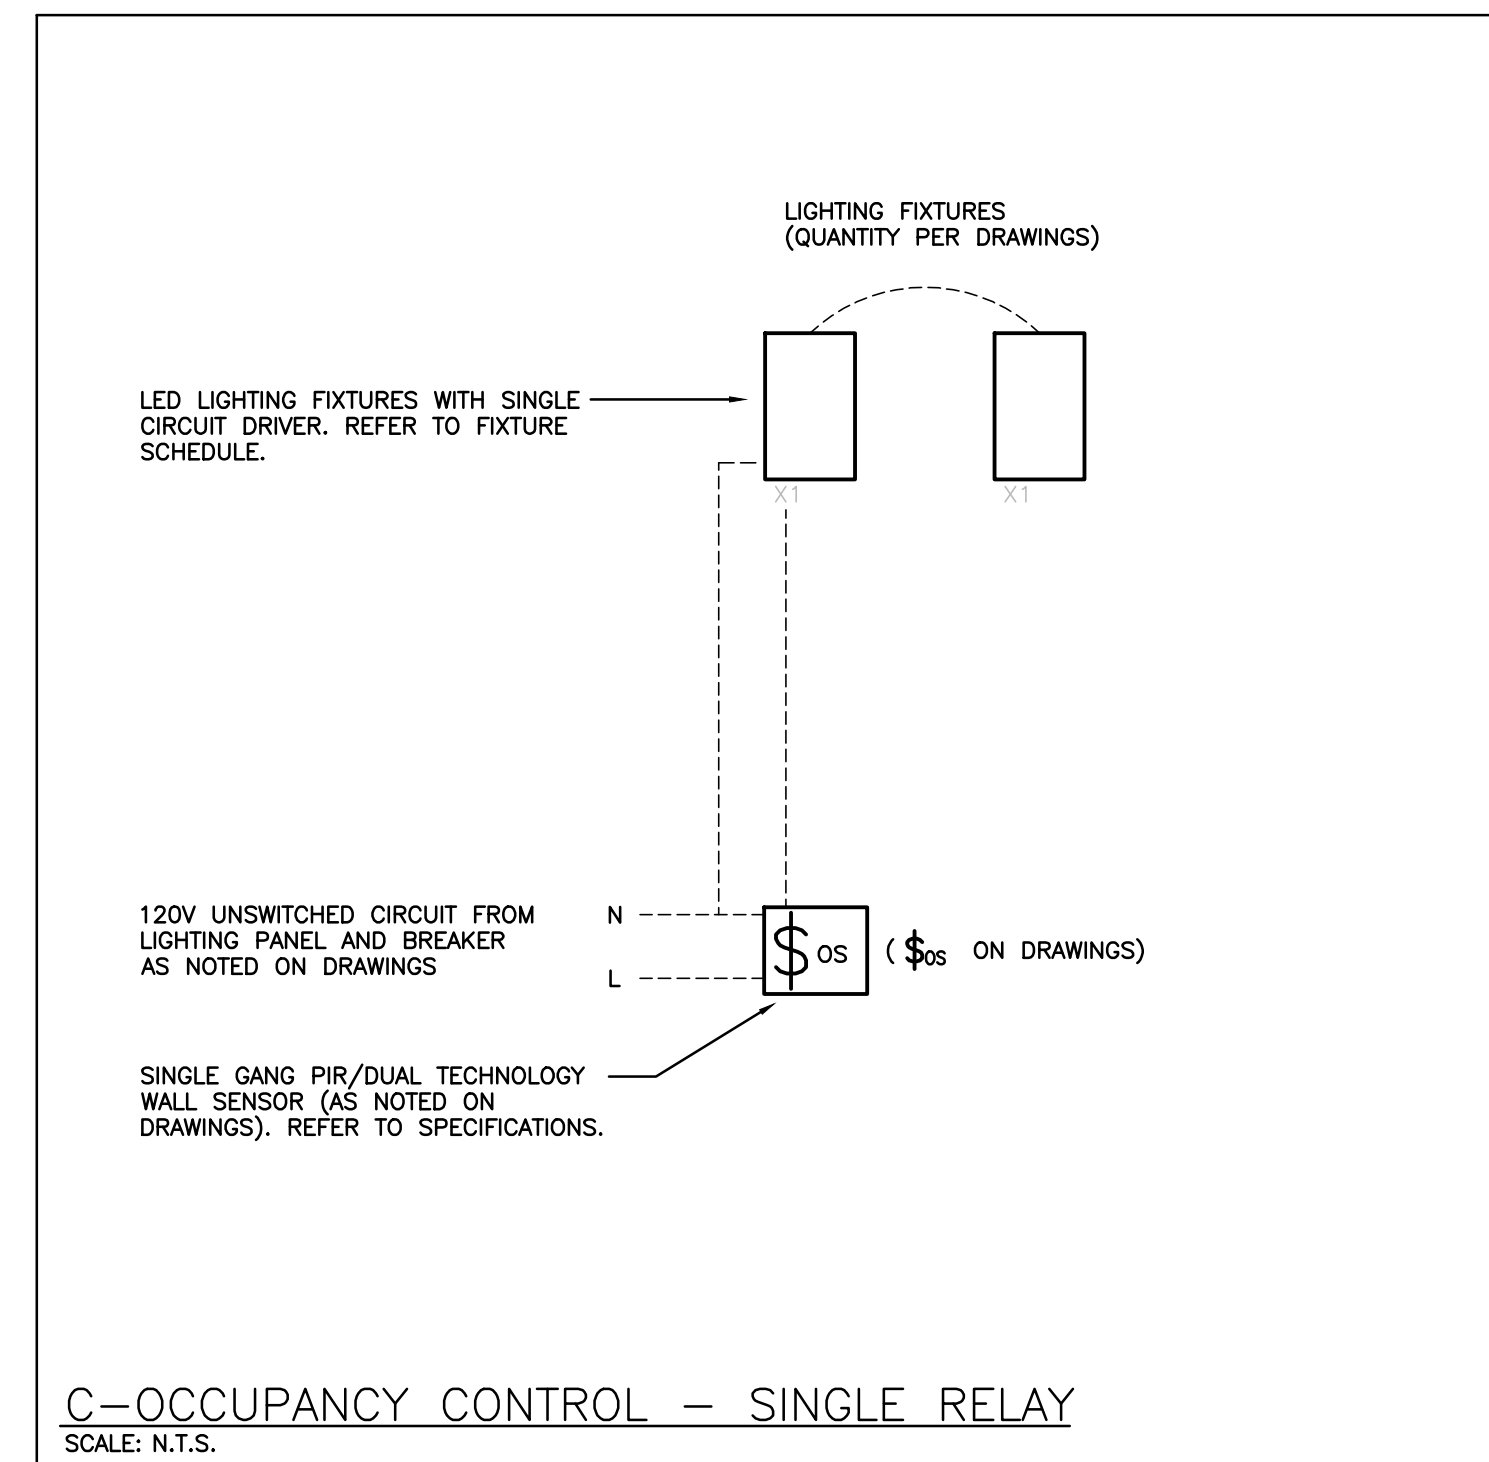 LIGHTING FIXTURES
(QUANTITY PER DRAWINGS)
LED LIGHTING FIXTURES WITH SINGLE
CIRCUIT DRIVER. REFER TO FIXTURE
SCHEDULE.
X1
X1
120V UNSWITCHED CIRCUIT FROM
LIGHTING PANEL AND BREAKER
AS NOTED ON DRAWINGS
N
L
$ OS
( $OS ON DRAWINGS)
SINGLE GANG PIR/DUAL TECHNOLOGY
WALL SENSOR (AS NOTED ON
DRAWINGS). REFER TO SPECIFICATIONS.
C-OCCUPANCY CONTROL - SINGLE RELAY
SCALE: N.T.S.